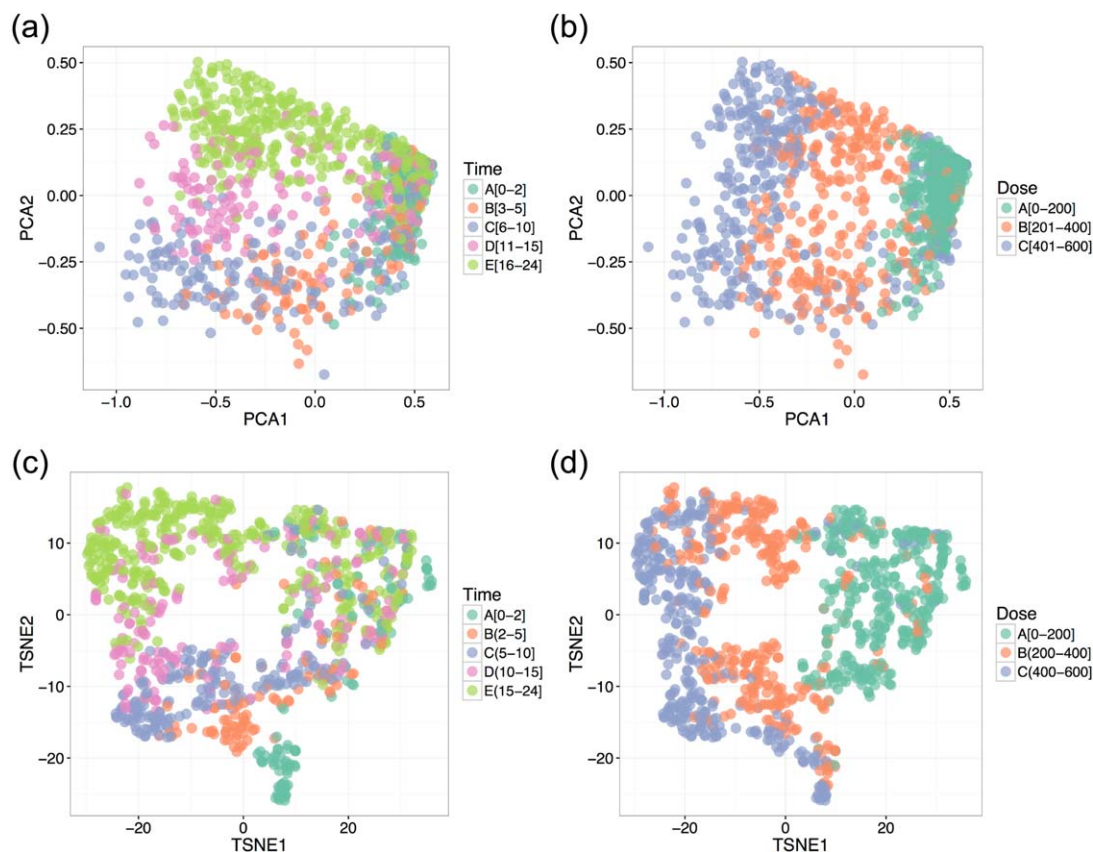 (a)
0.50
0.25
0.00
−0.25
−0.50
PCA2
−1.0
−0.5
0.0
0.5
PCA1
Time
A[0−2]
B[3−5]
C[6−10]
D[11−15]
E[16−24]
(b)
0.50
0.25
0.00
−0.25
−0.50
PCA2
−1.0
−0.5
0.0
0.5
PCA1
Dose
A[0−200]
B[201−400]
C[401−600]
(c)
10
0
−10
−20
TSNE2
−20
0
20
TSNE1
Time
A[0−2]
B(2−5]
C(5−10]
D(10−15]
E(15−24]
(d)
10
0
−10
−20
TSNE2
−20
0
20
TSNE1
Dose
A[0−200]
B(200−400]
C(400−600]